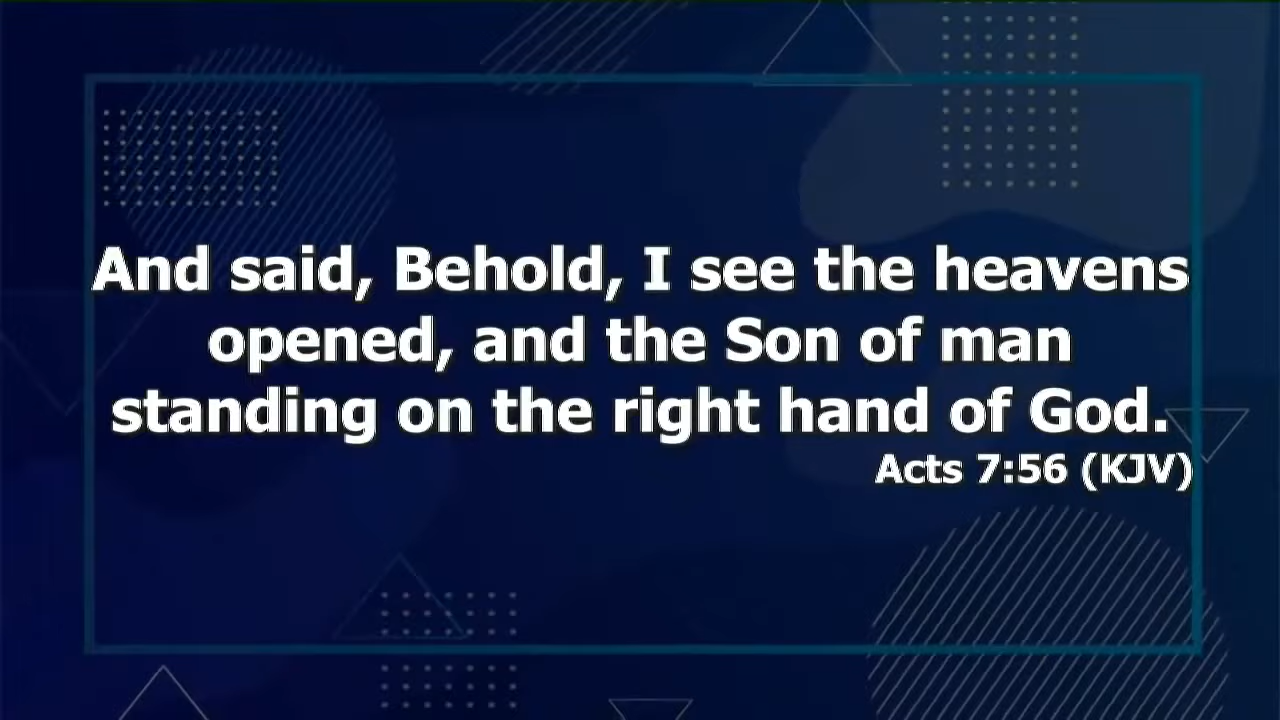 And said, Behold, I see the heavens
opened, and the Son of man
standing on the right hand of God.
Acts 7:56 (KJV)